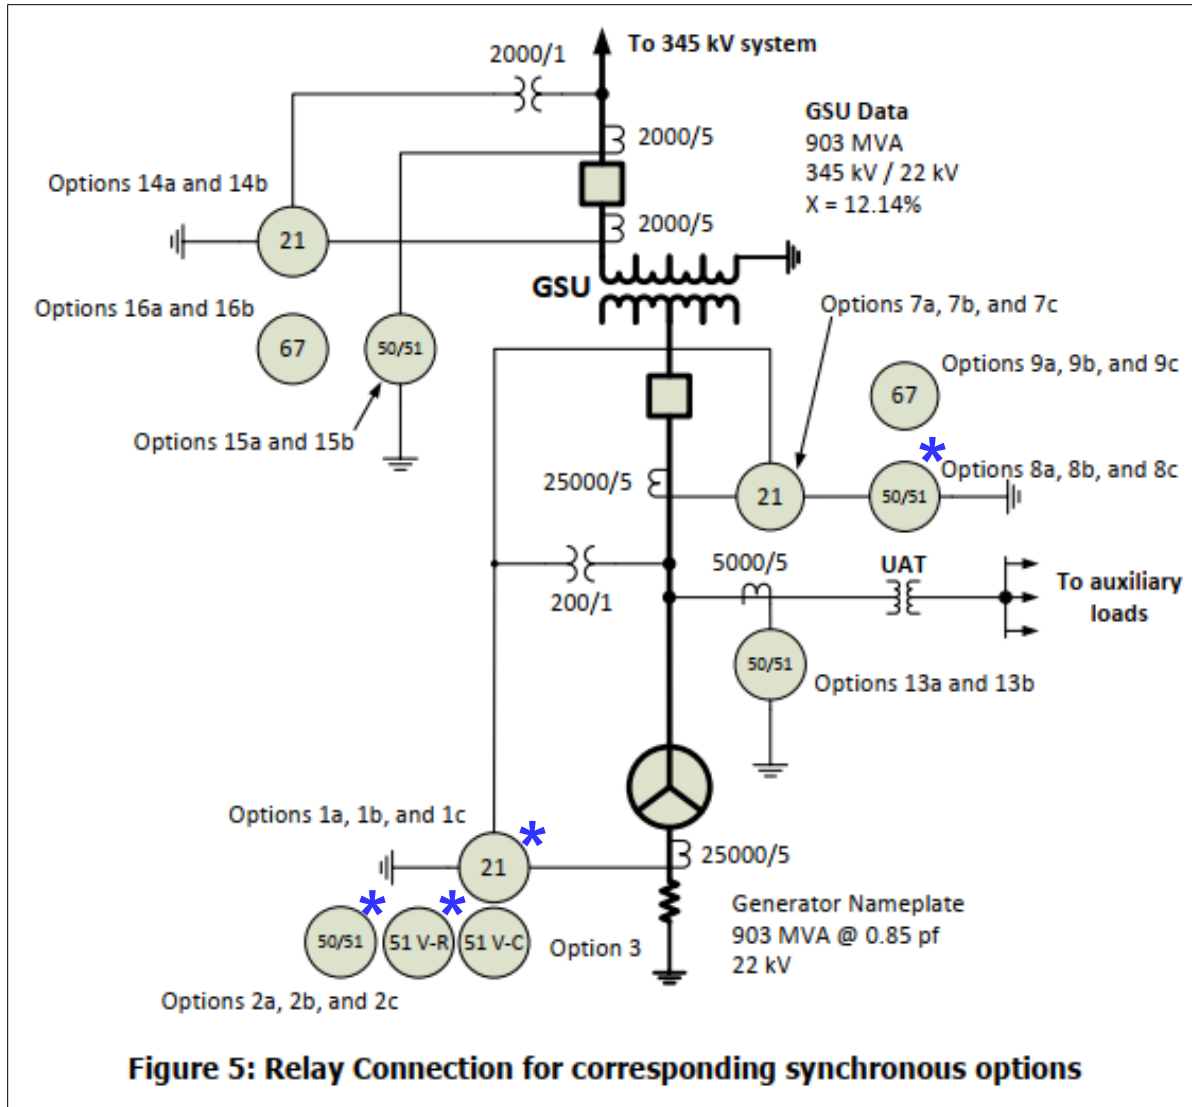 To 345 kV system
2000/1
GSU Data
903 MVA
345 kV / 22 kV
X = 12.14%
2000/5
Options 14a and 14b
2000/5
21
GSU
Options 16a and 16b
Options 7a, 7b, and 7c
67
50/51
Options 9a, 9b, and 9c
67
Options 15a and 15b
*
Options 8a, 8b, and 8c
25000/5
21
50/51
5000/5
UAT
To auxiliary
loads
200/1
50/51
Options 13a and 13b
Options 1a, 1b, and 1c
*
21
25000/5
*
*
50/51
51 V-R
51 V-C
Option 3
Generator Nameplate
903 MVA @ 0.85 pf
22 kV
Options 2a, 2b, and 2c
Figure 5: Relay Connection for corresponding synchronous options